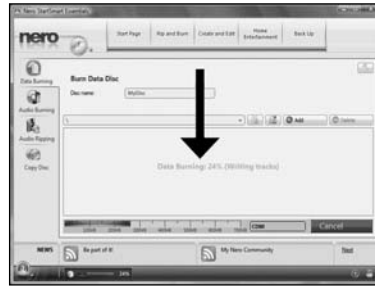 Nero StartSmart Essentials
nero
Start Page
Rip and Burn
Create and Edit
Home Entertainment
Back Up
Data Burning
Audio Burning
Audio Ripping
Copy Disc
Burn Data Disc
Disc name:
MyDisc
Add
Delete
Data Burning: 24% (Writing tracks)
Cancel
NEWS
Be part of it!
My Nero Community
Next
24%